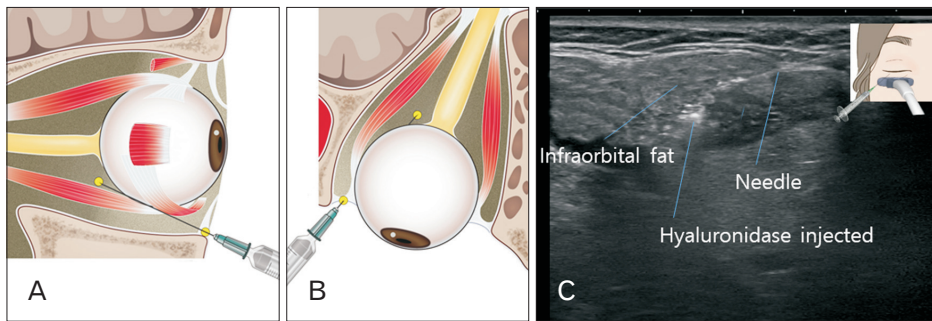 A
B
C
Infraorbital fat
Needle
Hyaluronidase injected